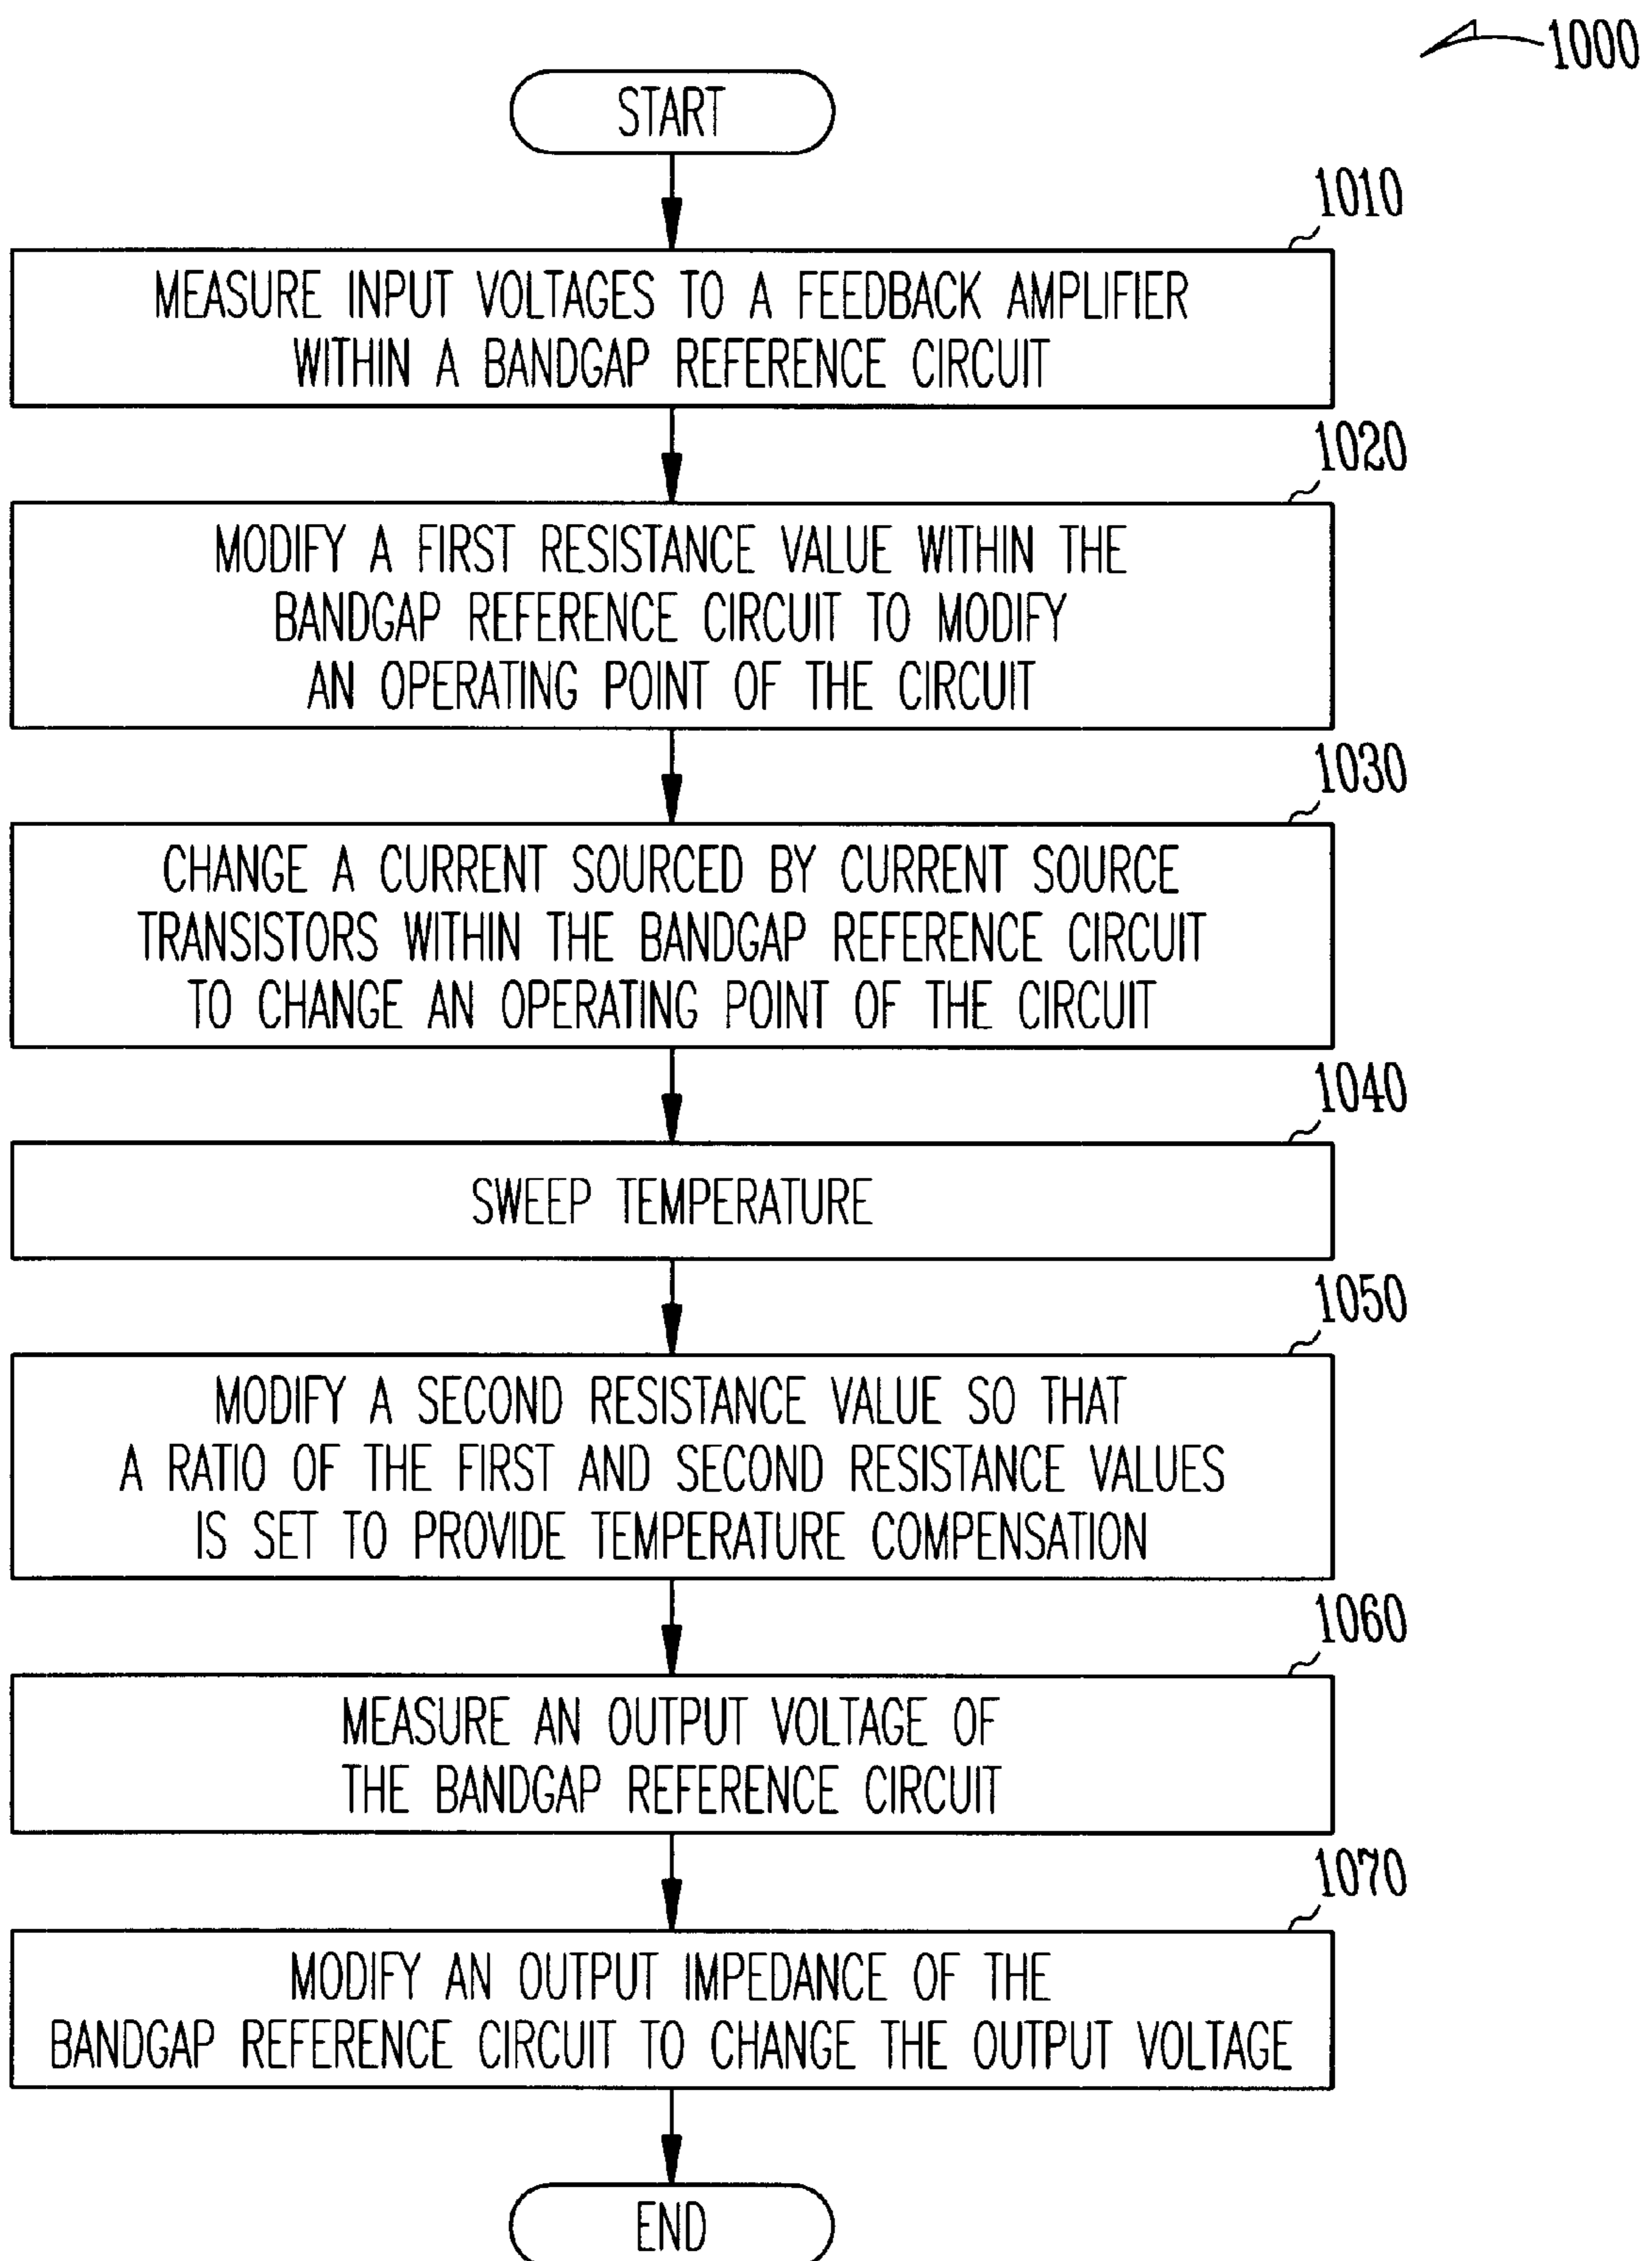 1000
START
1010
MEASURE INPUT VOLTAGES TO A FEEDBACK AMPLIFIER
WITHIN A BANDGAP REFERENCE CIRCUIT
1020
MODIFY A FIRST RESISTANCE VALUE WITHIN THE
BANDGAP REFERENCE CIRCUIT TO MODIFY
AN OPERATING POINT OF THE CIRCUIT
1030
CHANGE A CURRENT SOURCED BY CURRENT SOURCE
TRANSISTORS WITHIN THE BANDGAP REFERENCE CIRCUIT
TO CHANGE AN OPERATING POINT OF THE CIRCUIT
1040
SWEEP TEMPERATURE
1050
MODIFY A SECOND RESISTANCE VALUE SO THAT
A RATIO OF THE FIRST AND SECOND RESISTANCE VALUES
IS SET TO PROVIDE TEMPERATURE COMPENSATION
1060
MEASURE AN OUTPUT VOLTAGE OF
THE BANDGAP REFERENCE CIRCUIT
1070
MODIFY AN OUTPUT IMPEDANCE OF THE
BANDGAP REFERENCE CIRCUIT TO CHANGE THE OUTPUT VOLTAGE
END